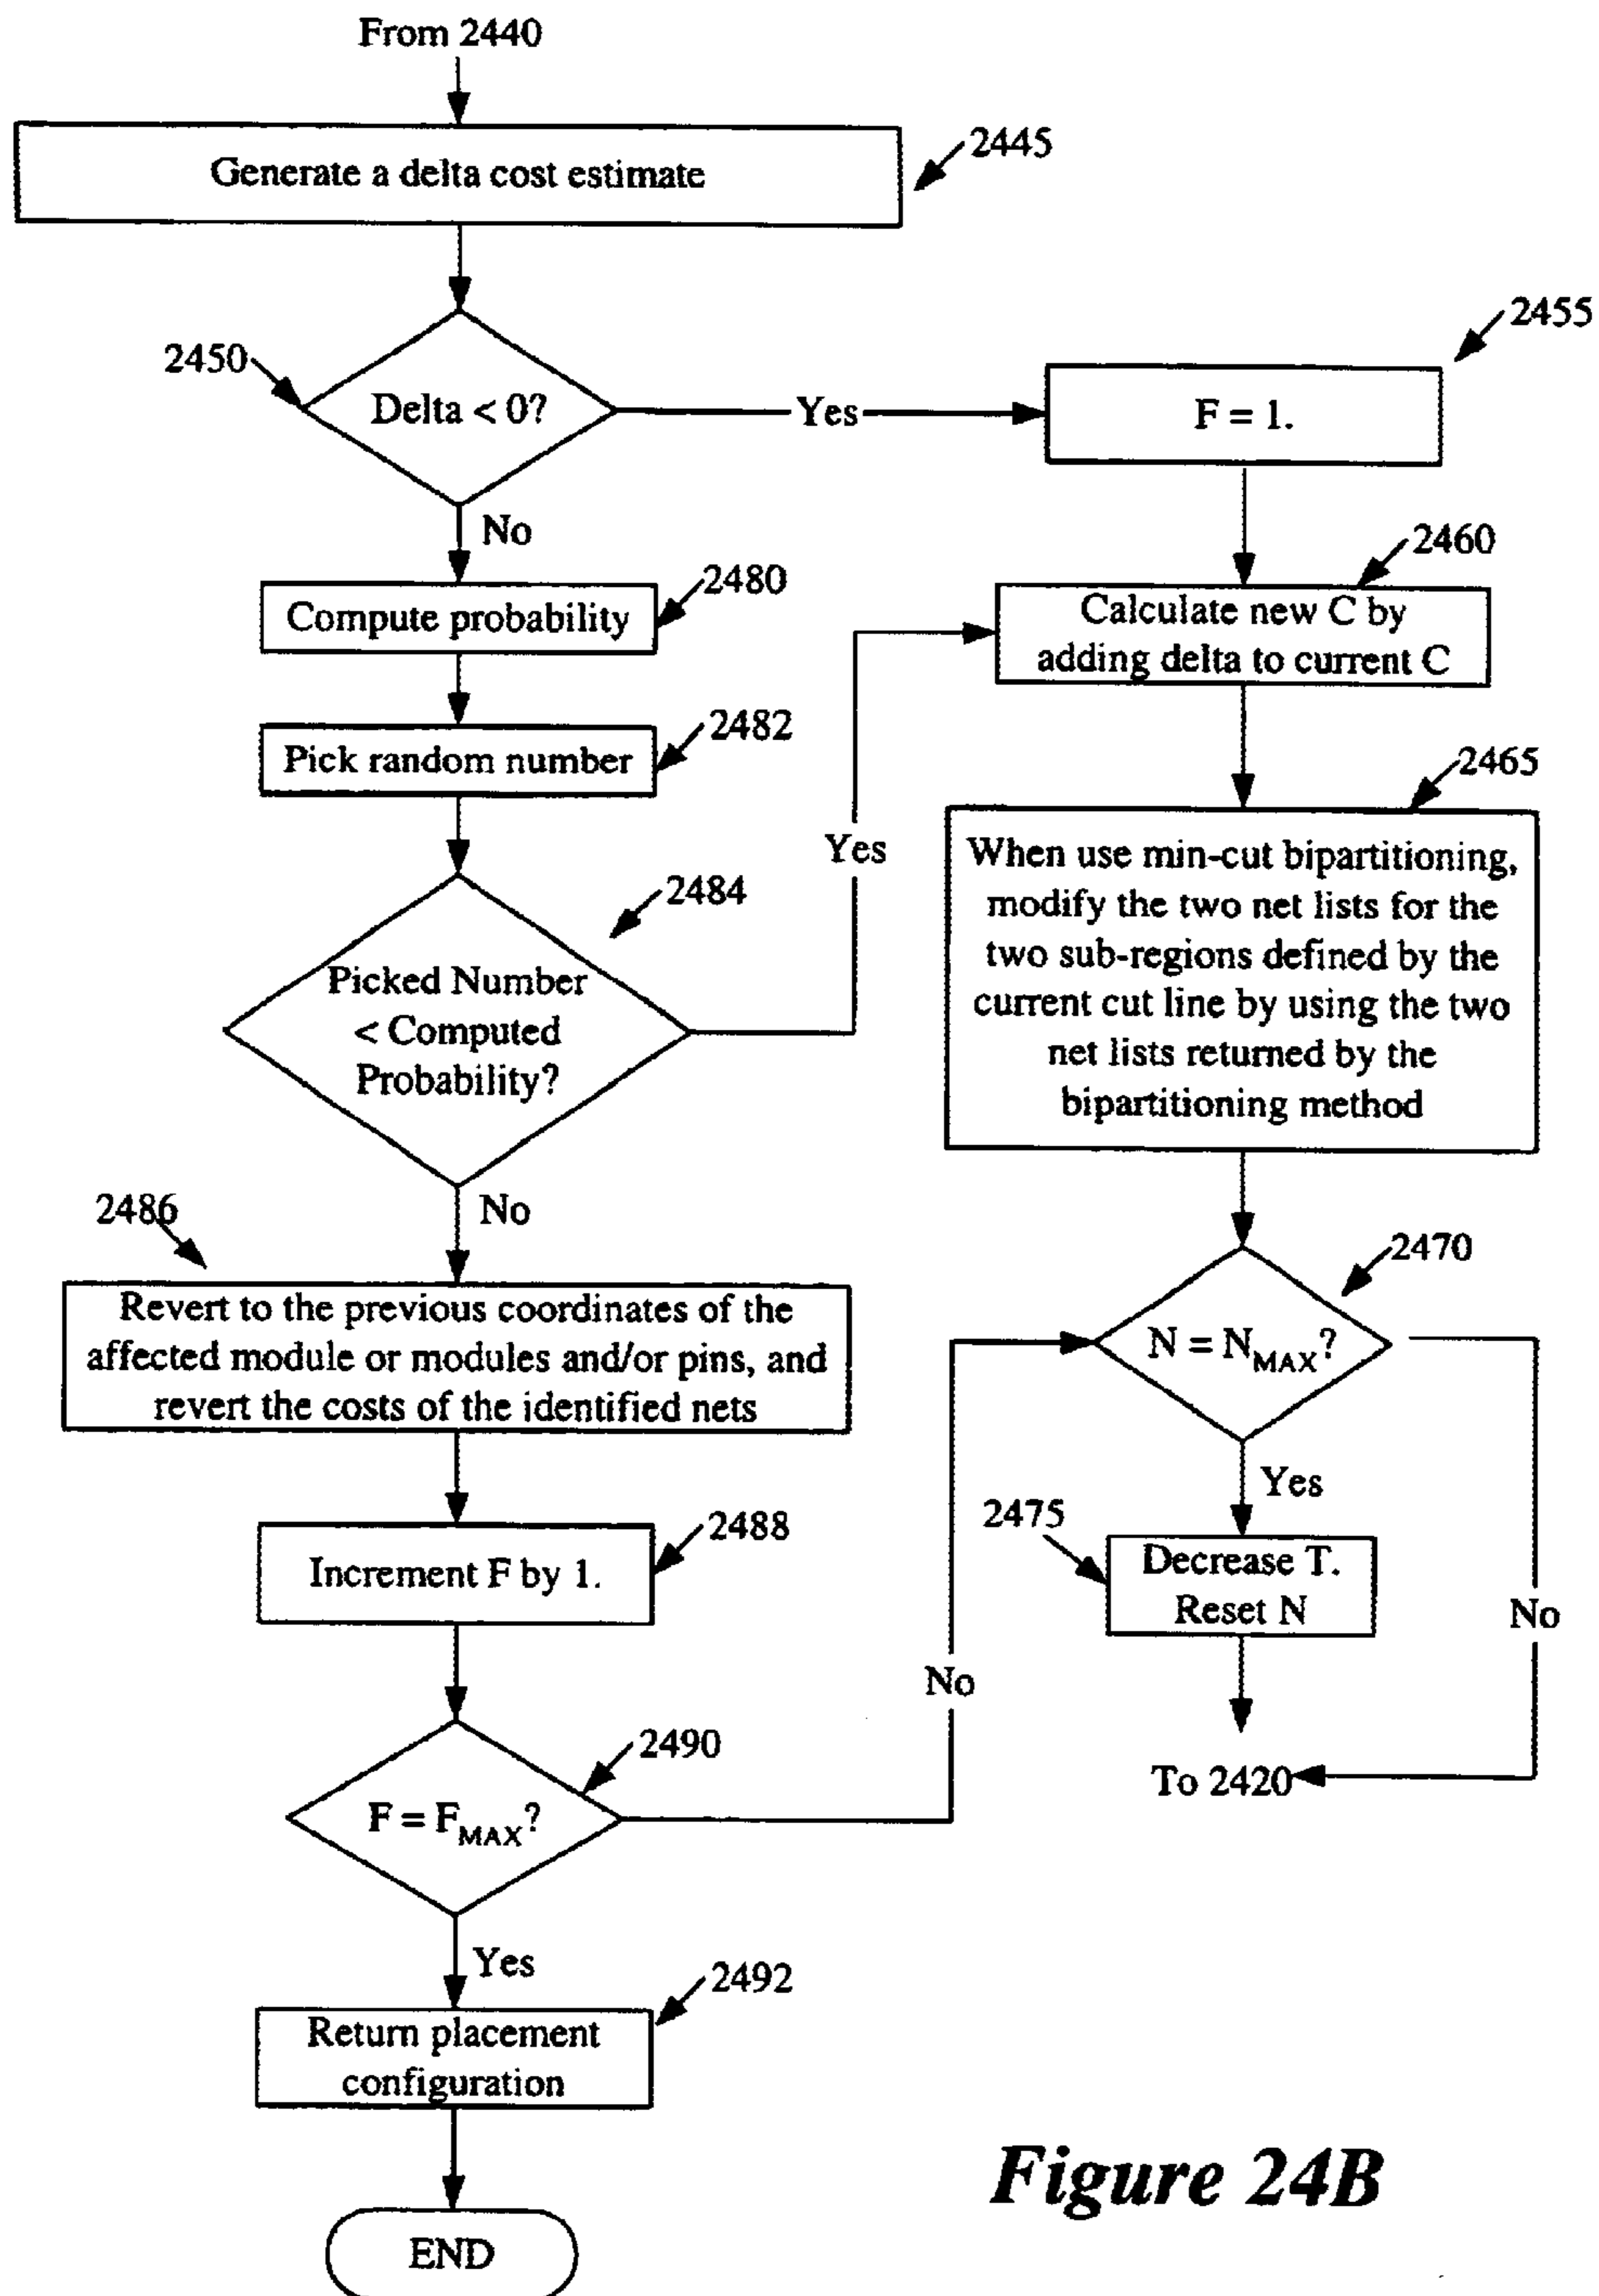 From 2440
Generate a delta cost estimate
2445
2450
Delta < 0?
Yes
2455
F = 1.
No
2480
Compute probability
2460
Calculate new C by
adding delta to current C
2482
Pick random number
2465
When use min-cut bipartitioning,
modify the two net lists for the
two sub-regions defined by the
current cut line by using the two
net lists returned by the
bipartitioning method
Yes
2484
Picked Number
< Computed
Probability?
No
2486
Revert to the previous coordinates of the
affected module or modules and/or pins, and
revert the costs of the identified nets
2470
N = NMAX?
Yes
2475
Decrease T.
Reset N
No
2488
Increment F by 1.
No
To 2420
2490
F = FMAX?
Yes
2492
Return placement
configuration
END
Figure 24B